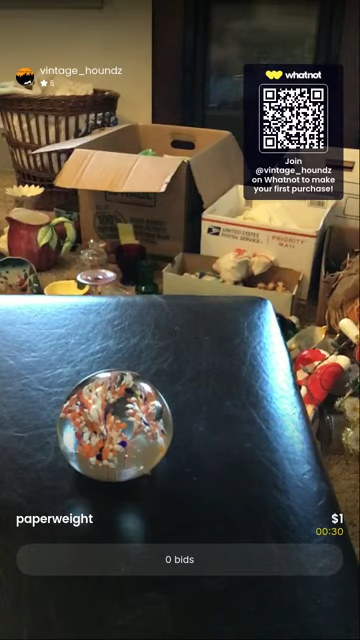 vintage_houndz
5
whatnot
Join
@vintage_houndz
on Whatnot to make
your first purchase!
UNITED STATES
POSTAL SERVICE
PRIORITY
MAIL
paperweight
$1
00:30
0 bids